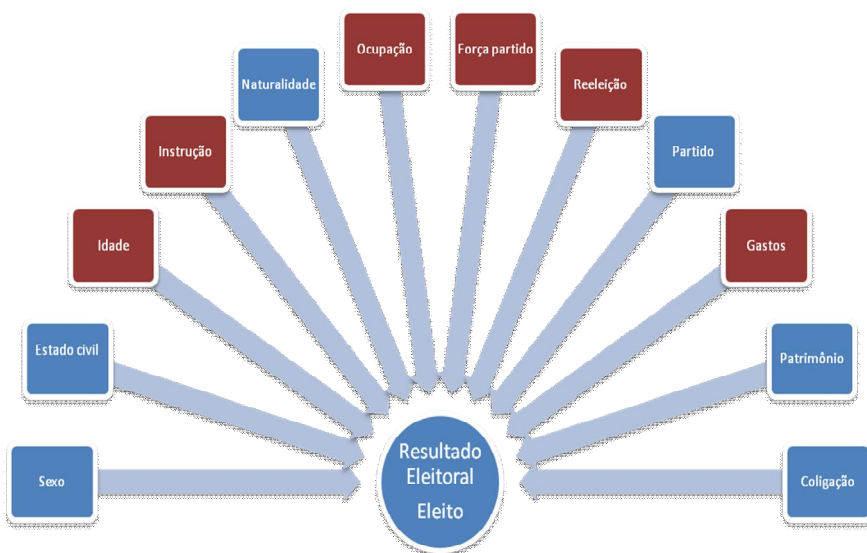 Ocupação
Força partido
Naturalidade
Reeleição
Instrução
Partido
Idade
Gastos
Estado civil
Patrimônio
Sexo
Resultado
Eleitoral
Eleito
Coligação